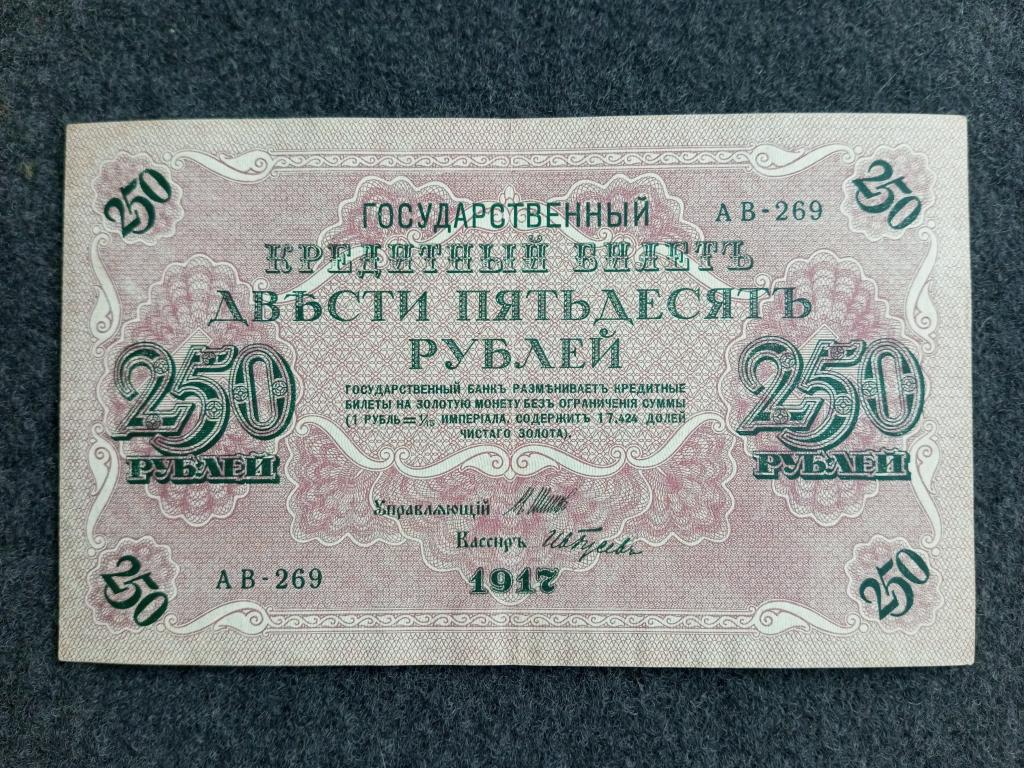 250
250
ГОСУДАРСТВЕННЫЙ
АВ-269
КРЕДИТНЫЙ БИЛЕТЪ
ДВѢСТИ ПЯТЬДЕСЯТЪ
РУБЛЕЙ
250
РУБЛЕЙ
250
РУБЛЕЙ
ГОСУДАРСТВЕННЫЙ БАНКЪ РАЗМѢНИВАЕТЪ КРЕДИТНЫЕ
БИЛЕТЫ НА ЗОЛОТУЮ МОНЕТУ БЕЗЪ ОГРАНИЧЕНІЯ СУММЫ
(1 РУБЛЬ=1/15 ИМПЕРІАЛА, СОДЕРЖИТЪ 17,424 ДОЛЕЙ
ЧИСТАГО ЗОЛОТА).
Управляющій
Кассиръ И Гусевъ
АВ-269
1917
250
250